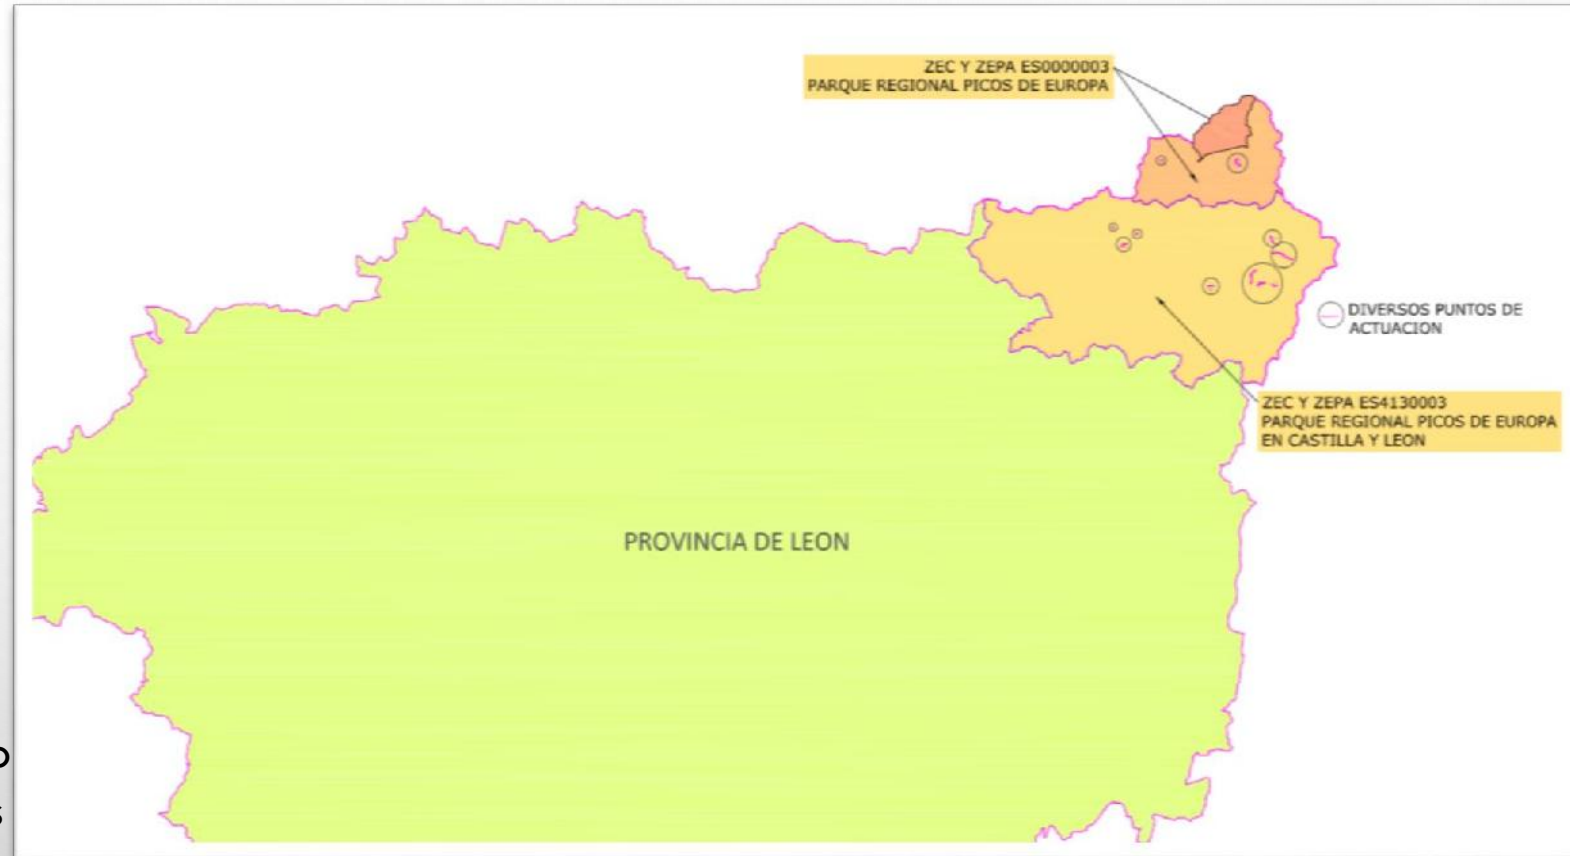 ZEC Y ZEPA ES0000003
PARQUE REGIONAL PICOS DE EUROPA
DIVERSOS PUNTOS DE
ACTUACION
ZEC Y ZEPA ES4130003
PARQUE REGIONAL PICOS DE EUROPA
EN CASTILLA Y LEON
PROVINCIA DE LEON
o
s